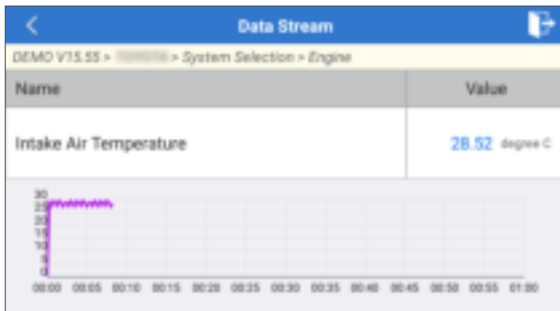 Data Stream
DEMO V15.55 > > System Selection > Engine
Name Value
Intake Air Temperature 28.52 degree C
30
25
20
15
10
5
0
00:00 00:05 00:10 00:15 00:20 00:25 00:30 00:35 00:40 00:45 00:50 00:55 01:00